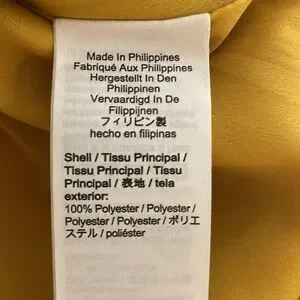 Made In Philippines
Fabriqué Aux Philippines
Hergestellt In Den
Philippinen
Vervaardigd In De
Filippijnen
フィリピン製
hecho en filipinas
Shell / Tissu Principal /
Tissu Principal / Tissu
Principal / 表地 / tela
exterior:
100% Polyester / Polyester /
Polyester / Polyester / ポリエ
ステル / poliéster